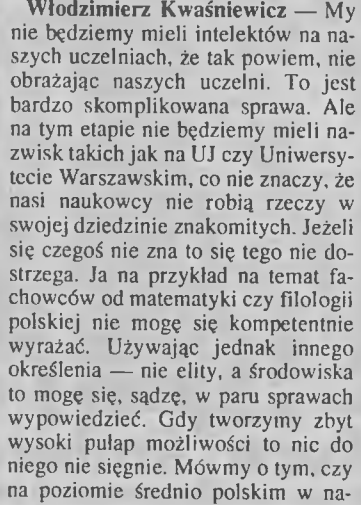 Włodzimierz Kwaśniewicz — My
nie będziemy mieli intelektów na na-
szych uczelniach, że tak powiem, nie
obrażając naszych uczelni. To jest
bardzo skomplikowana sprawa. Ale
na tym etapie nie będziemy mieli na-
zwisk takich jak na UJ czy Uniwersy-
tecie Warszawskim, co nie znaczy, że
nasi naukowcy nie robią rzeczy w
swojej dziedzinie znakomitych. Jeżeli
się czegoś nie zna to się tego nie do-
strzega. Ja na przykład na temat fa-
chowców od matematyki czy filologii
polskiej nie mogę się kompetentnie
wyrażać. Używając jednak innego
określenia — nie elity, a środowiska
to mogę się, sądzę, w paru sprawach
wypowiedzieć. Gdy tworzymy zbyt
wysoki pułap możliwości to nic do
niego nie sięgnie. Mówmy o tym, czy
na poziomie średnio polskim w na-